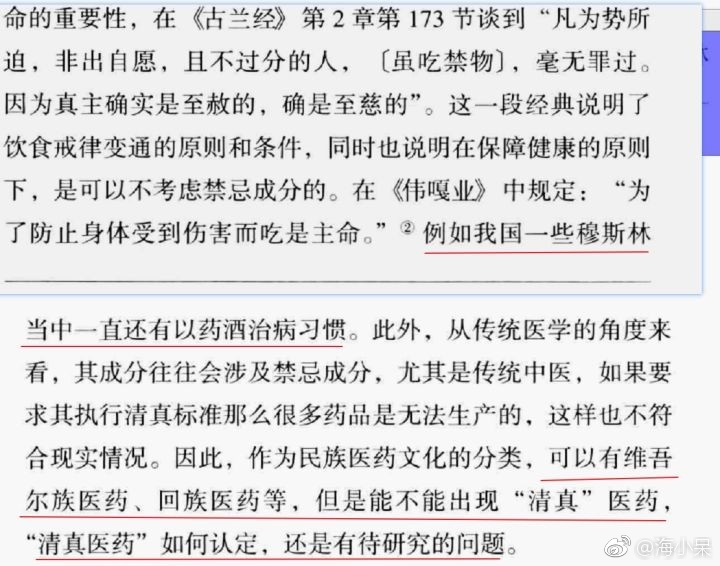 命的重要性，在《古兰经》第2章第173节谈到“凡为势所
迫，非出自愿，且不过分的人，〔虽吃禁物〕，毫无罪过。
因为真主确实是至赦的，确是至慈的”。这一段经典说明了
饮食戒律变通的原则和条件，同时也说明在保障健康的原则
下，是可以不考虑禁忌成分的。在《伟嘎业》中规定：“为
了防止身体受到伤害而吃是主命。”②例如我国一些穆斯林
当中一直还有以药酒治病习惯。此外，从传统医学的角度来
看，其成分往往会涉及禁忌成分，尤其是传统中医，如果要
求其执行清真标准那么很多药品是无法生产的，这样也不符
合现实情况。因此，作为民族医药文化的分类，可以有维吾
尔族医药、回族医药等，但是能不能出现“清真”医药，
“清真医药”如何认定，还是有待研究的问题。
@海小呆